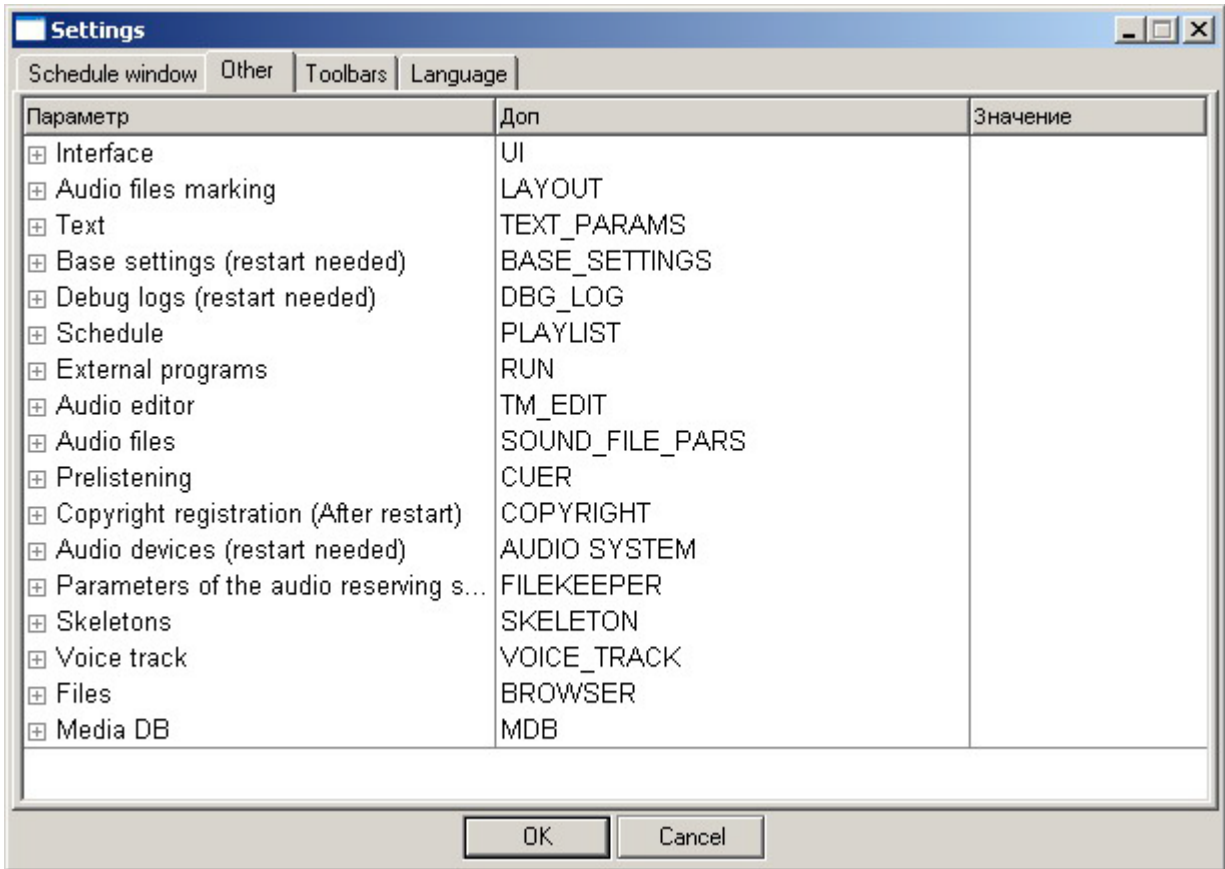 Settings
Schedule window Other Toolbars Language
Параметр Доп Значение
Interface UI
Audio files marking LAYOUT
Text TEXT_PARAMS
Base settings (restart needed) BASE_SETTINGS
Debug logs (restart needed) DBG_LOG
Schedule PLAYLIST
External programs RUN
Audio editor TM_EDIT
Audio files SOUND_FILE_PARS
Prelistening CUER
Copyright registration (After restart) COPYRIGHT
Audio devices (restart needed) AUDIO SYSTEM
Parameters of the audio reserving s... FILEKEEPER
Skeletons SKELETON
Voice track VOICE_TRACK
Files BROWSER
Media DB MDB
OK Cancel